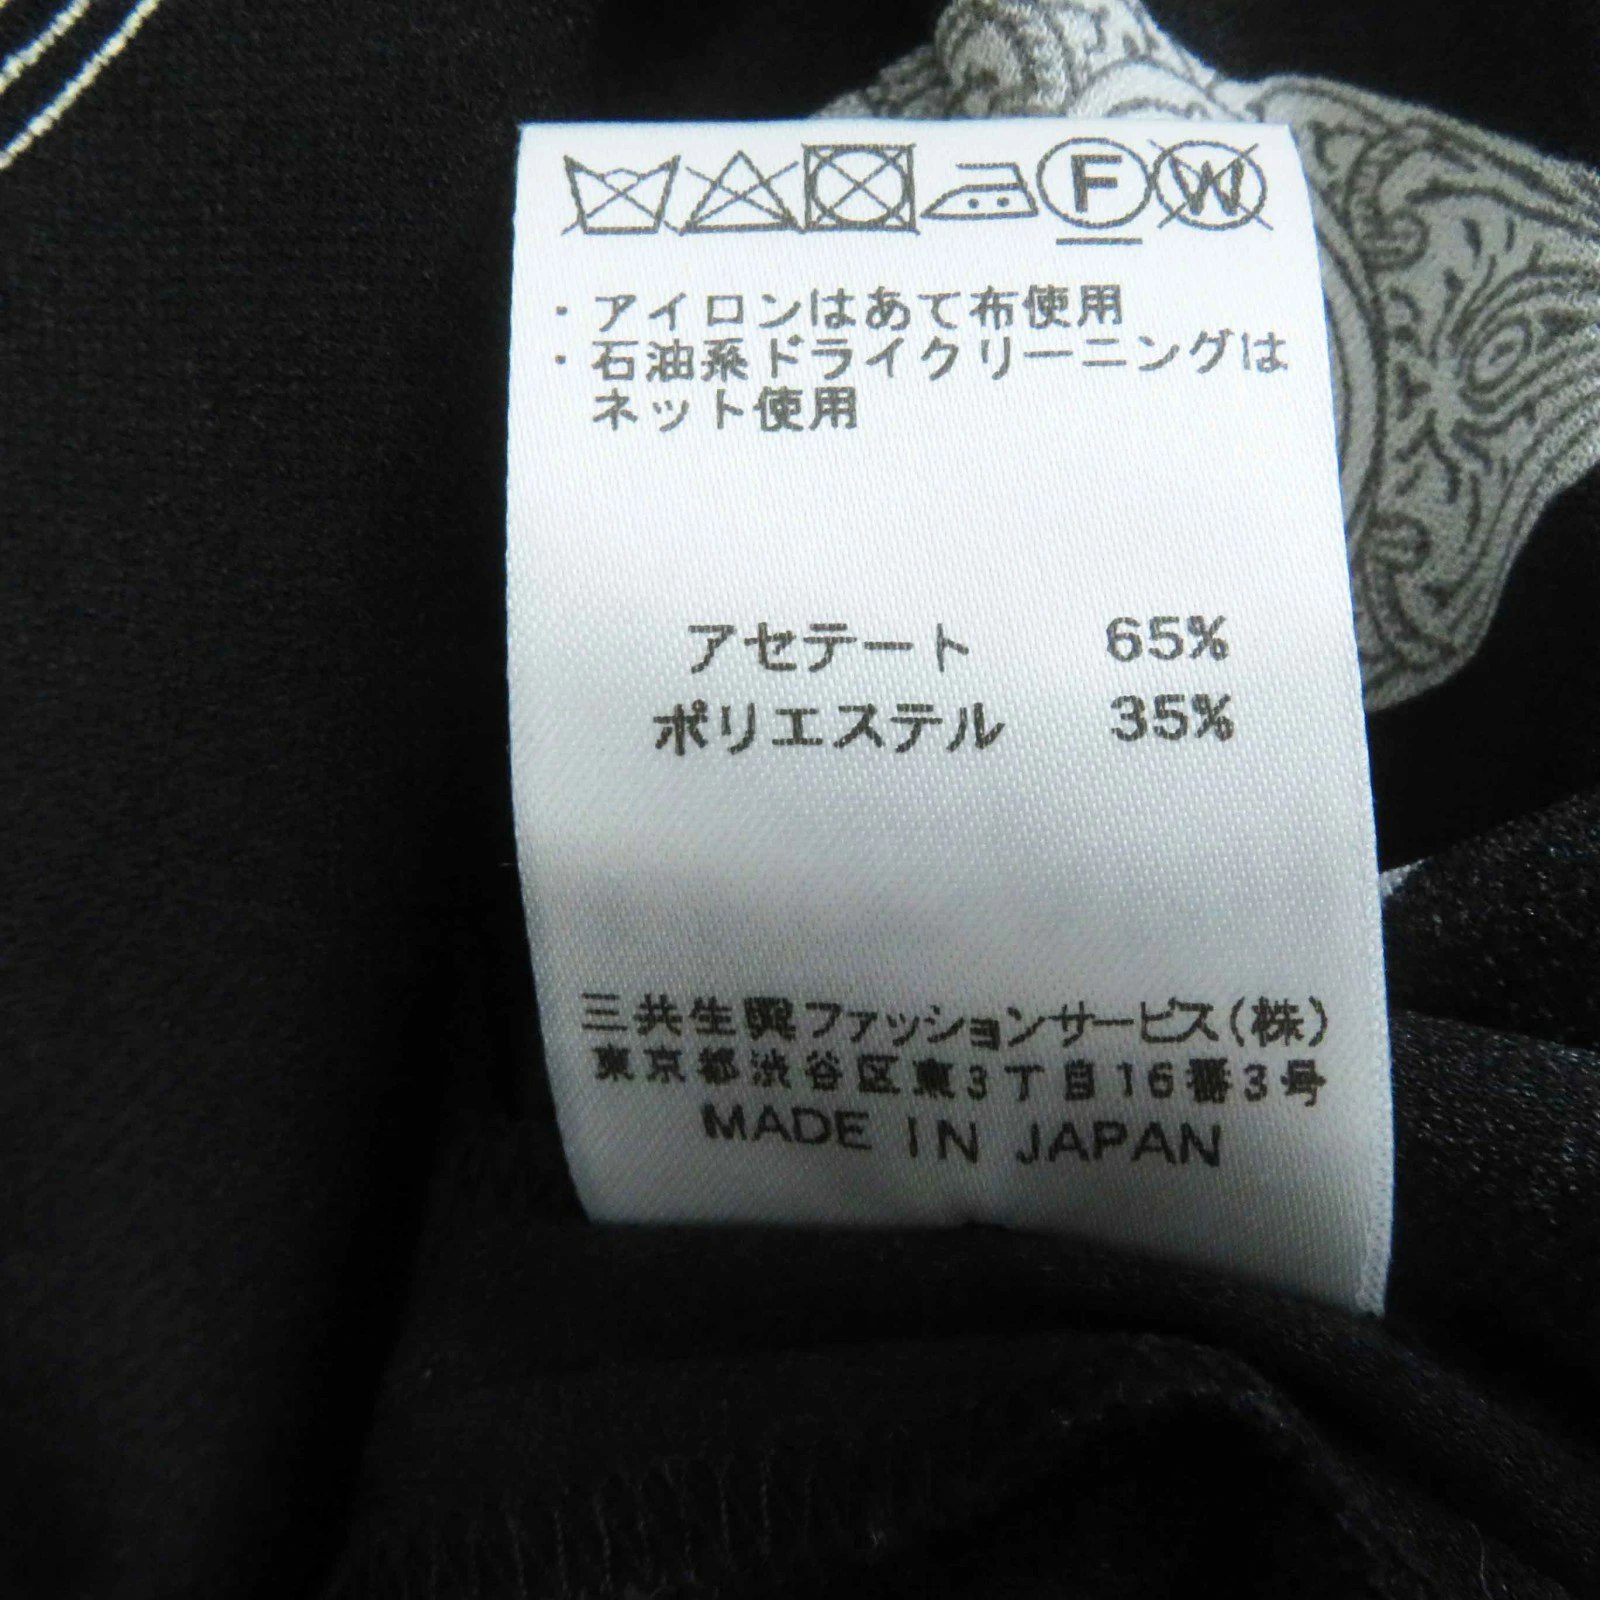 F W
・アイロンはあて布使用
・石油系ドライクリーニングは
ネット使用
アセテート 65%
ポリエステル 35%
三共生興ファッションサービス(株)
東京都渋谷区東3丁目16番3号
MADE IN JAPAN